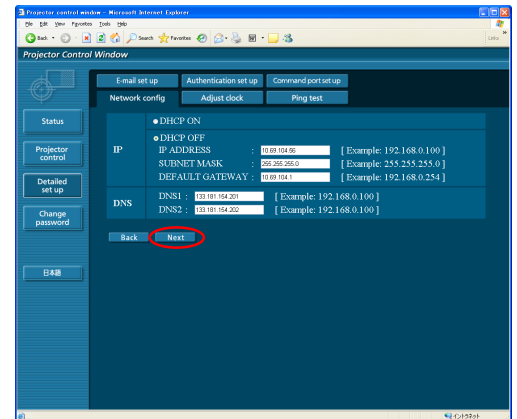 Projector control window - Microsoft Internet Explorer
File Edit View Favorites Tools Help
Back Search Favorites Links
Projector Control Window
E-mail set up Authentication set up Command port set up
Network config Adjust clock Ping test
Status
Projector control
Detailed set up
Change password
日本語
DHCP ON
DHCP OFF
IP
IP ADDRESS : 10.69.104.96 [ Example: 192.168.0.100 ]
SUBNET MASK : 255.255.255.0 [ Example: 255.255.255.0 ]
DEFAULT GATEWAY : 10.69.104.1 [ Example: 192.168.0.254 ]
DNS
DNS1 : 133.181.154.201 [ Example: 192.168.0.100 ]
DNS2 : 133.181.154.202 [ Example: 192.168.0.100 ]
Back Next
イントラネット